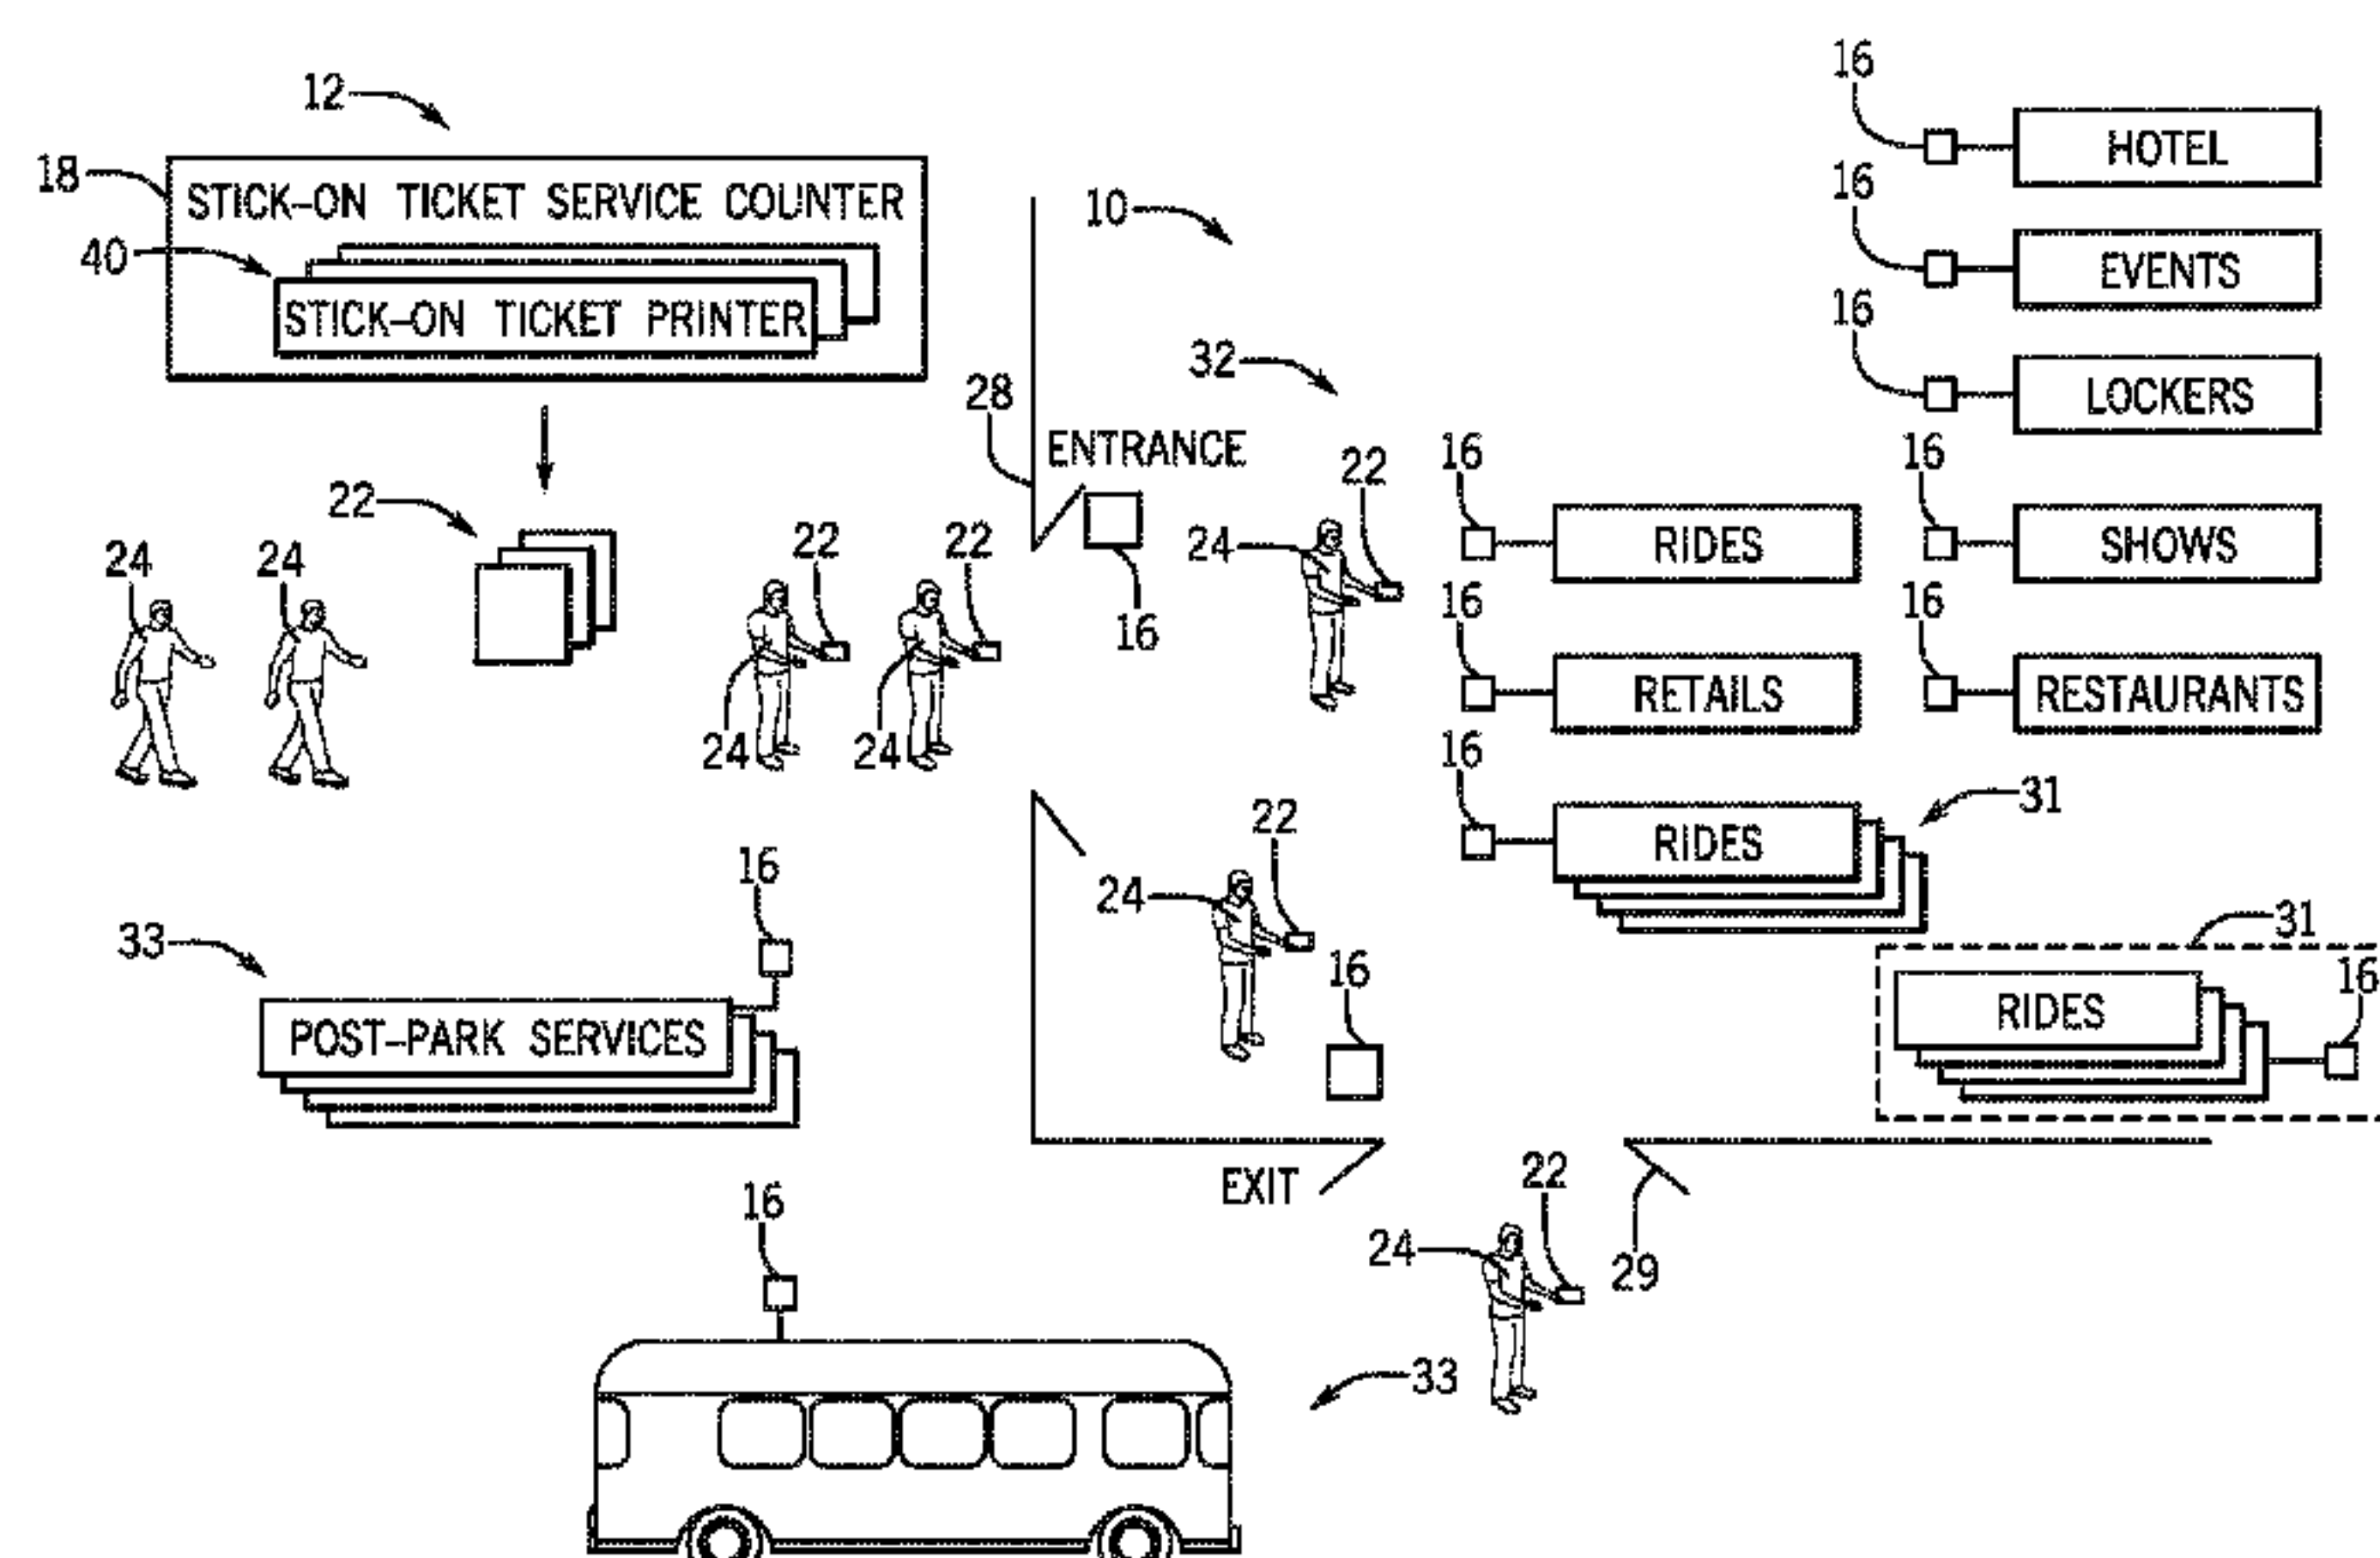 12
18
STICK-ON TICKET SERVICE COUNTER
40
STICK-ON TICKET PRINTER
22
24
24
22
22
24
24
28
ENTRANCE
16
10
32
24
22
16
HOTEL
16
EVENTS
16
LOCKERS
16
RIDES
16
SHOWS
16
RETAILS
16
RESTAURANTS
16
RIDES
31
31
RIDES
16
24
22
16
33
16
POST-PARK SERVICES
EXIT
29
24
22
16
33